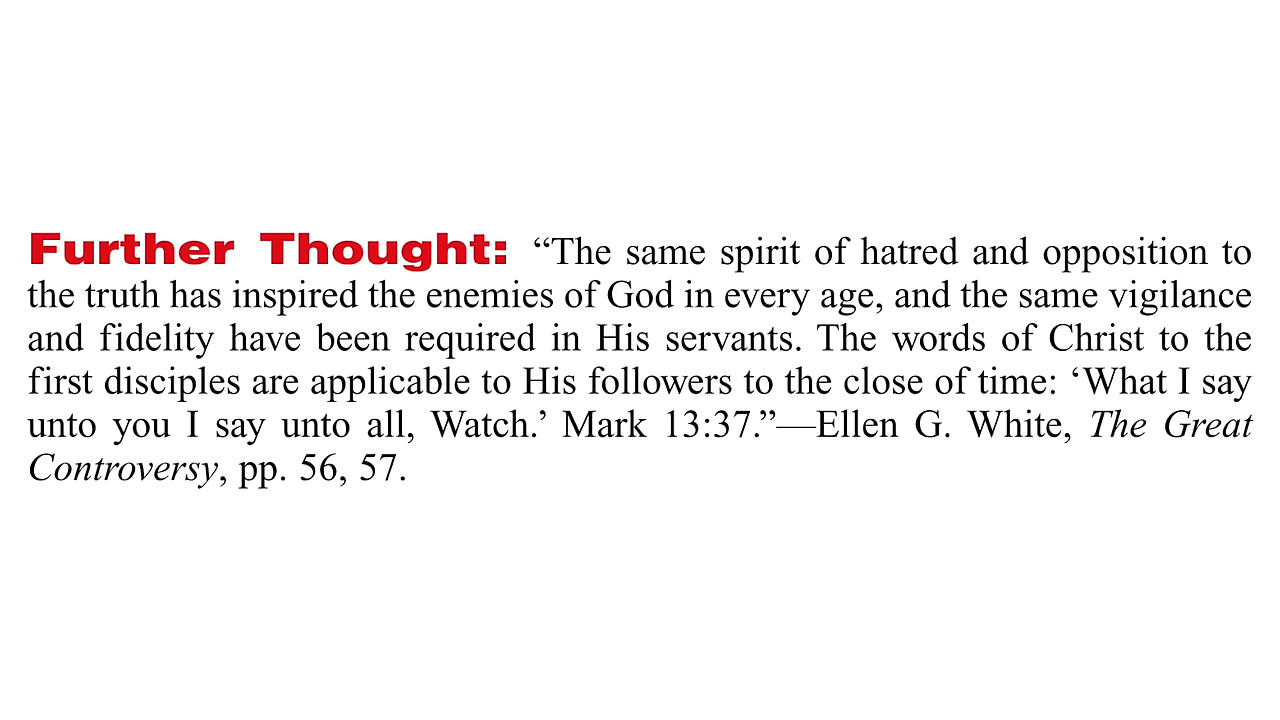 Further Thought: “The same spirit of hatred and opposition to
the truth has inspired the enemies of God in every age, and the same vigilance
and fidelity have been required in His servants. The words of Christ to the
first disciples are applicable to His followers to the close of time: ‘What I say
unto you I say unto all, Watch.’ Mark 13:37.”—Ellen G. White, The Great
Controversy, pp. 56, 57.